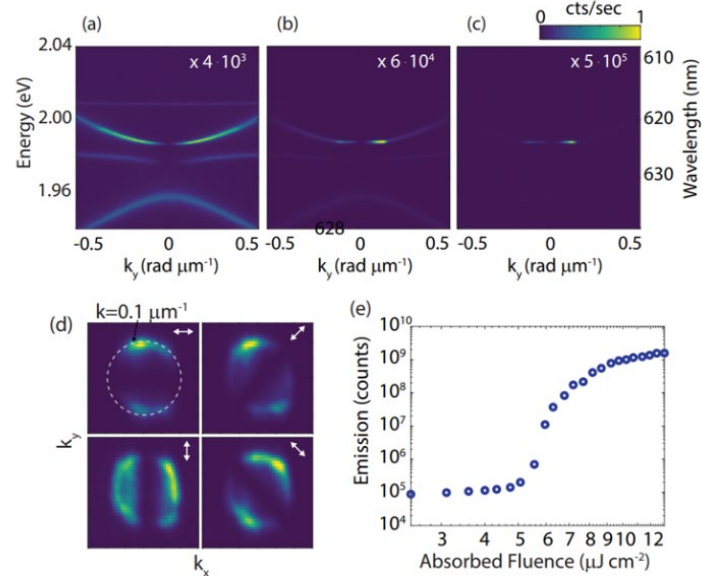 cts/sec
0 1
(a) (b) (c)
2.04
2.00
1.96
Energy (eV)
x 4·10³
x 6·10⁴
x 5·10⁵
610
620
630
Wavelength (nm)
628
-0.5 0 0.5
-0.5 0 0.5
-0.5 0 0.5
k_y (rad μm⁻¹)
k_y (rad μm⁻¹)
k_y (rad μm⁻¹)
(d)
k=0.1 μm⁻¹
k_y
k_x
(e)
10¹⁰
10⁹
10⁸
10⁷
10⁶
10⁵
10⁴
Emission (counts)
3 4 5 6 7 8 9 10 12
Absorbed Fluence (μJ cm⁻²)